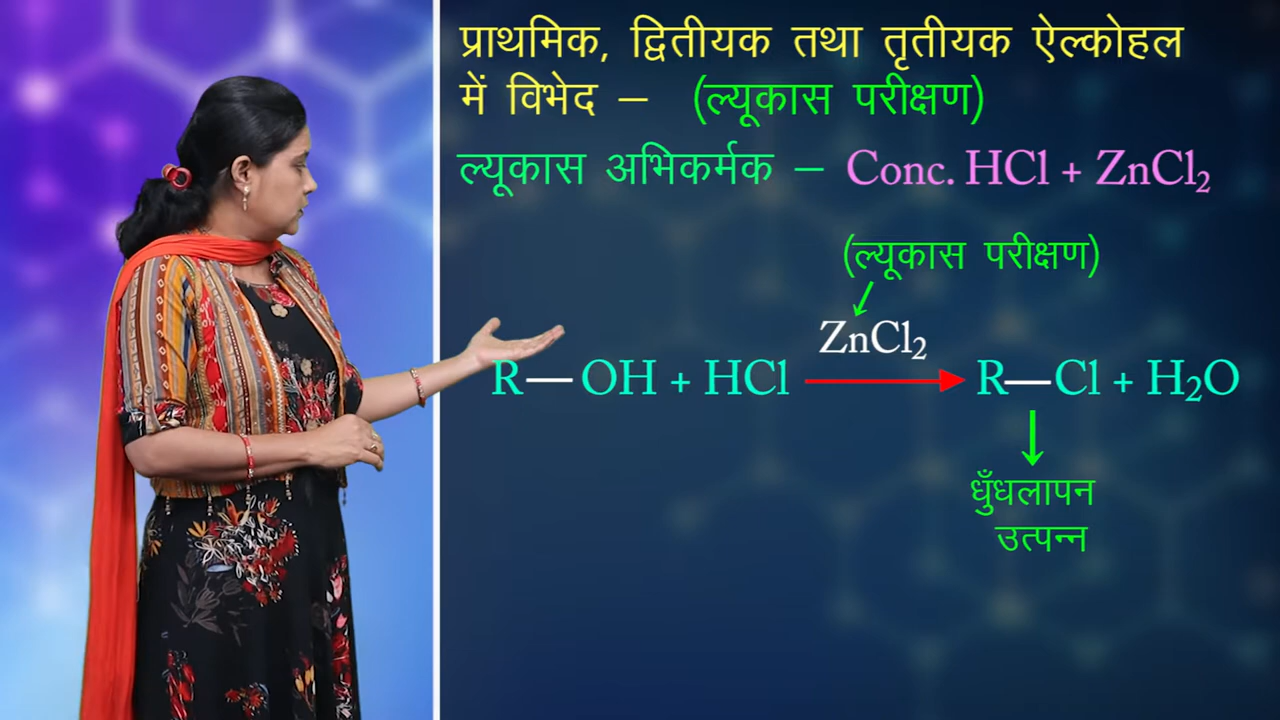 प्राथमिक, द्वितीयक तथा तृतीयक ऐल्कोहल
में विभेद – (ल्यूकास परीक्षण)
ल्यूकास अभिकर्मक – Conc. HCl + ZnCl₂
(ल्यूकास परीक्षण)
ZnCl₂
R—OH + HCl → R—Cl + H₂O
धुँधलापन
उत्पन्न